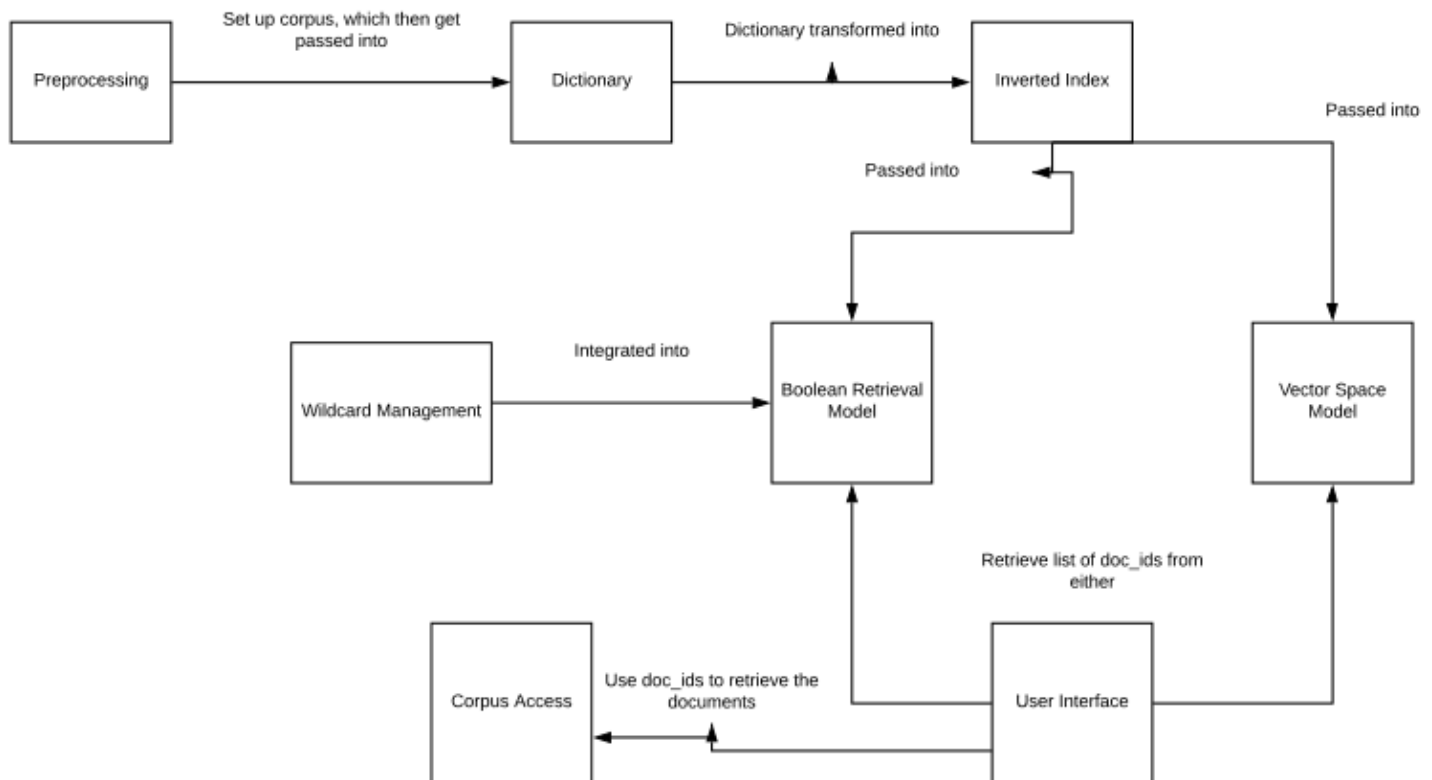 Set up corpus, which then get
passed into
Dictionary transformed into
Preprocessing
Dictionary
Inverted Index
Passed into
Passed into
Integrated into
Wildcard Management
Boolean Retrieval
Model
Vector Space
Model
Retrieve list of doc_ids from
either
Corpus Access
Use doc_ids to retrieve the
documents
User Interface